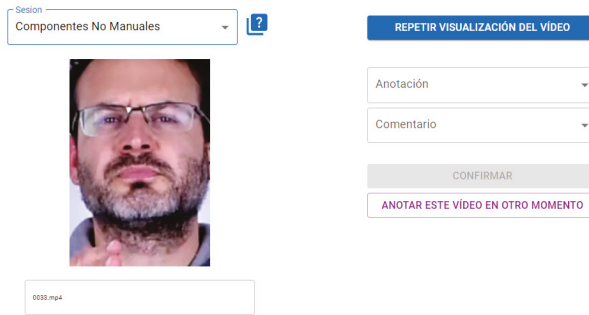 Sesion
Componentes No Manuales
?
REPETIR VISUALIZACIÓN DEL VÍDEO
Anotación
Comentario
CONFIRMAR
ANOTAR ESTE VÍDEO EN OTRO MOMENTO
0033.mp4